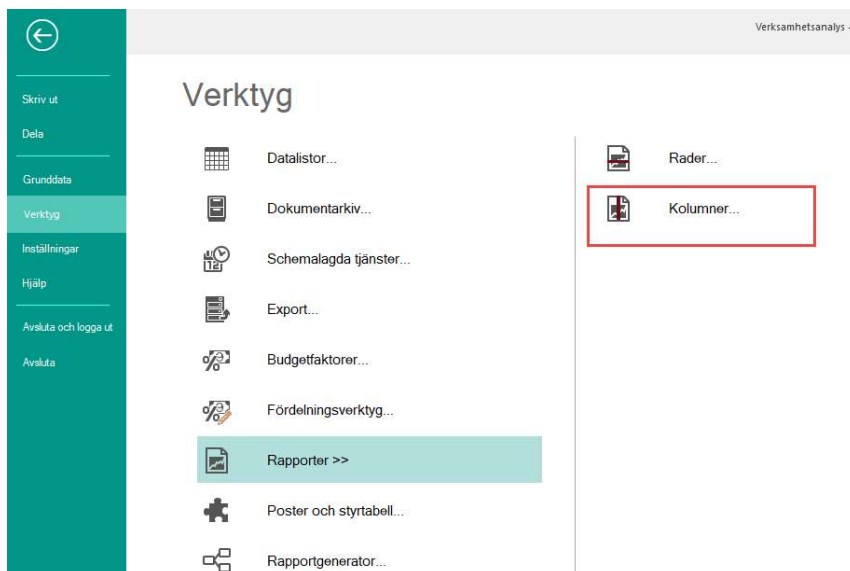 Verksamhetsanalys
Skriv ut
Dela
Grunddata
Verktyg
Inställningar
Hjälp
Avsluta och logga ut
Avsluta
Verktyg
Datalistor...
Dokumentarkiv...
Schemalagda tjänster...
Export...
Budgetfaktorer...
Fördelningsverktyg...
Rapporter >>
Poster och styrtabell...
Rapportgenerator...
Rader...
Kolumner...